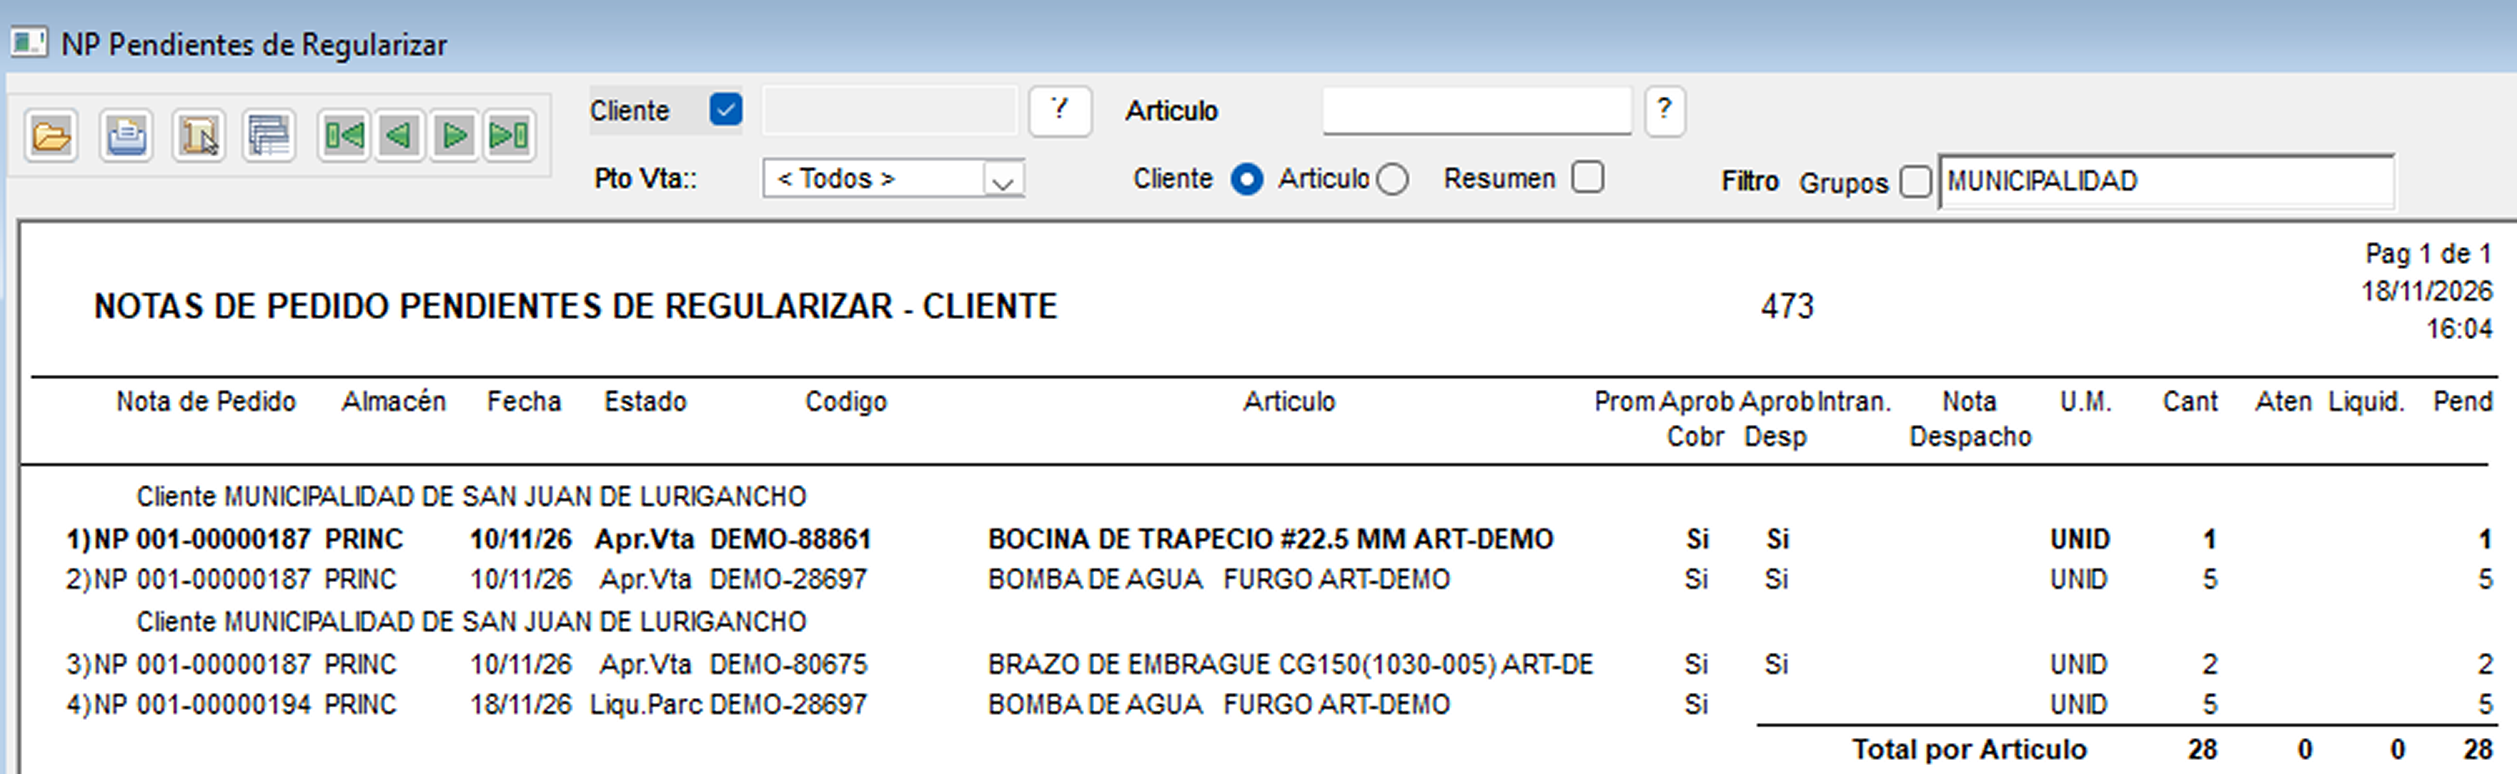 NP Pendientes de Regularizar
Cliente ? Articulo ?
Pto Vta:: < Todos > Cliente Articulo Resumen Filtro Grupos MUNICIPALIDAD
Pag 1 de 1
18/11/2026
NOTAS DE PEDIDO PENDIENTES DE REGULARIZAR - CLIENTE 473
16:04
Nota de Pedido Almacén Fecha Estado Codigo Articulo Prom Aprob Aprob Intran. Nota U.M. Cant Aten Liquid. Pend
Cobr Desp Despacho
Cliente MUNICIPALIDAD DE SAN JUAN DE LURIGANCHO
1) NP 001-00000187 PRINC 10/11/26 Apr.Vta DEMO-88861 BOCINA DE TRAPECIO #22.5 MM ART-DEMO Si Si UNID 1 1
2) NP 001-00000187 PRINC 10/11/26 Apr.Vta DEMO-28697 BOMBA DE AGUA FURGO ART-DEMO Si Si UNID 5 5
Cliente MUNICIPALIDAD DE SAN JUAN DE LURIGANCHO
3) NP 001-00000187 PRINC 10/11/26 Apr.Vta DEMO-80675 BRAZO DE EMBRAGUE CG150(1030-005) ART-DE Si Si UNID 2 2
4) NP 001-00000194 PRINC 18/11/26 Liqu.Parc DEMO-28697 BOMBA DE AGUA FURGO ART-DEMO Si UNID 5 5
Total por Articulo 28 0 0 28